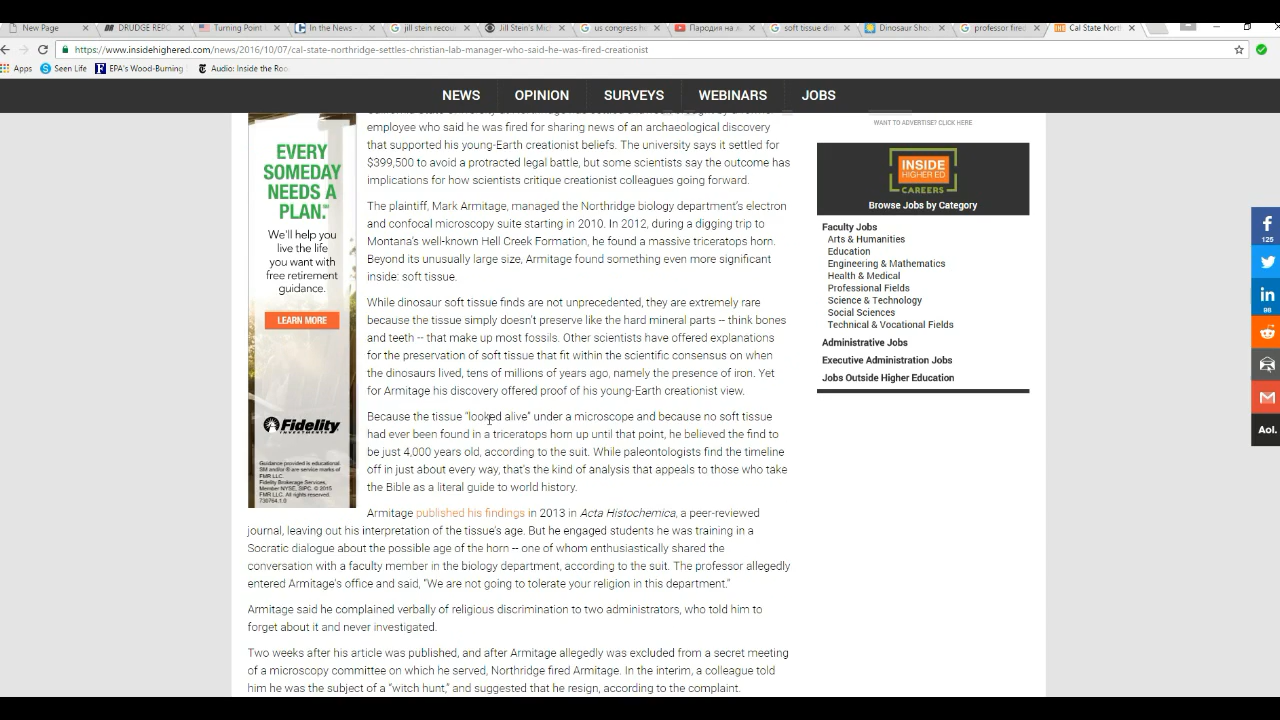 New Page
DRUDGE REPO
Turning Point
In the News
jill stein recou
Jill Stein's Mic
us congress h
Пародия на д
soft tissue din
Dinosaur Shoc
professor fired
Cal State Nort
https://www.insidehighered.com/news/2016/10/07/cal-state-northridge-settles-christian-lab-manager-who-said-he-was-fired-creationist
Apps
Seen Life
EPA's Wood-Burning
Audio: Inside the Roo
NEWS
OPINION
SURVEYS
WEBINARS
JOBS
employee who said he was fired for sharing news of an archaeological discovery
that supported his young-Earth creationist beliefs. The university says it settled for
$399,500 to avoid a protracted legal battle, but some scientists say the outcome has
implications for how scientists critique creationist colleagues going forward.
The plaintiff, Mark Armitage, managed the Northridge biology department's electron
and confocal microscopy suite starting in 2010. In 2012, during a digging trip to
Montana's well-known Hell Creek Formation, he found a massive triceratops horn.
Beyond its unusually large size, Armitage found something even more significant
inside: soft tissue.
While dinosaur soft tissue finds are not unprecedented, they are extremely rare
because the tissue simply doesn't preserve like the hard mineral parts -- think bones
and teeth -- that make up most fossils. Other scientists have offered explanations
for the preservation of soft tissue that fit within the scientific consensus on when
the dinosaurs lived, tens of millions of years ago, namely the presence of iron. Yet
for Armitage his discovery offered proof of his young-Earth creationist view.
Because the tissue “looked alive” under a microscope and because no soft tissue
had ever been found in a triceratops horn up until that point, he believed the find to
be just 4,000 years old, according to the suit. While paleontologists find the timeline
off in just about every way, that's the kind of analysis that appeals to those who take
the Bible as a literal guide to world history.
Armitage published his findings in 2013 in Acta Histochemica, a peer-reviewed
journal, leaving out his interpretation of the tissue's age. But he engaged students he was training in a
Socratic dialogue about the possible age of the horn -- one of whom enthusiastically shared the
conversation with a faculty member in the biology department, according to the suit. The professor allegedly
entered Armitage's office and said, “We are not going to tolerate your religion in this department.”
Armitage said he complained verbally of religious discrimination to two administrators, who told him to
forget about it and never investigated.
Two weeks after his article was published, and after Armitage allegedly was excluded from a secret meeting
of a microscopy committee on which he served, Northridge fired Armitage. In the interim, a colleague told
him he was the subject of a “witch hunt,” and suggested that he resign, according to the complaint.
EVERY
SOMEDAY
NEEDS A
PLAN.
We'll help you
live the life
you want with
free retirement
guidance.
LEARN MORE
Fidelity
INVESTMENTS
Guidance provided is educational.
SM and/or ® are service marks of
FMR LLC.
Fidelity Brokerage Services,
Member NYSE, SIPC. © 2015
FMR LLC. All rights reserved.
730764.1.0
WANT TO ADVERTISE? CLICK HERE
INSIDE
HIGHER ED
CAREERS
Browse Jobs by Category
Faculty Jobs
Arts & Humanities
Education
Engineering & Mathematics
Health & Medical
Professional Fields
Science & Technology
Social Sciences
Technical & Vocational Fields
Administrative Jobs
Executive Administration Jobs
Jobs Outside Higher Education
125
98
Aol.